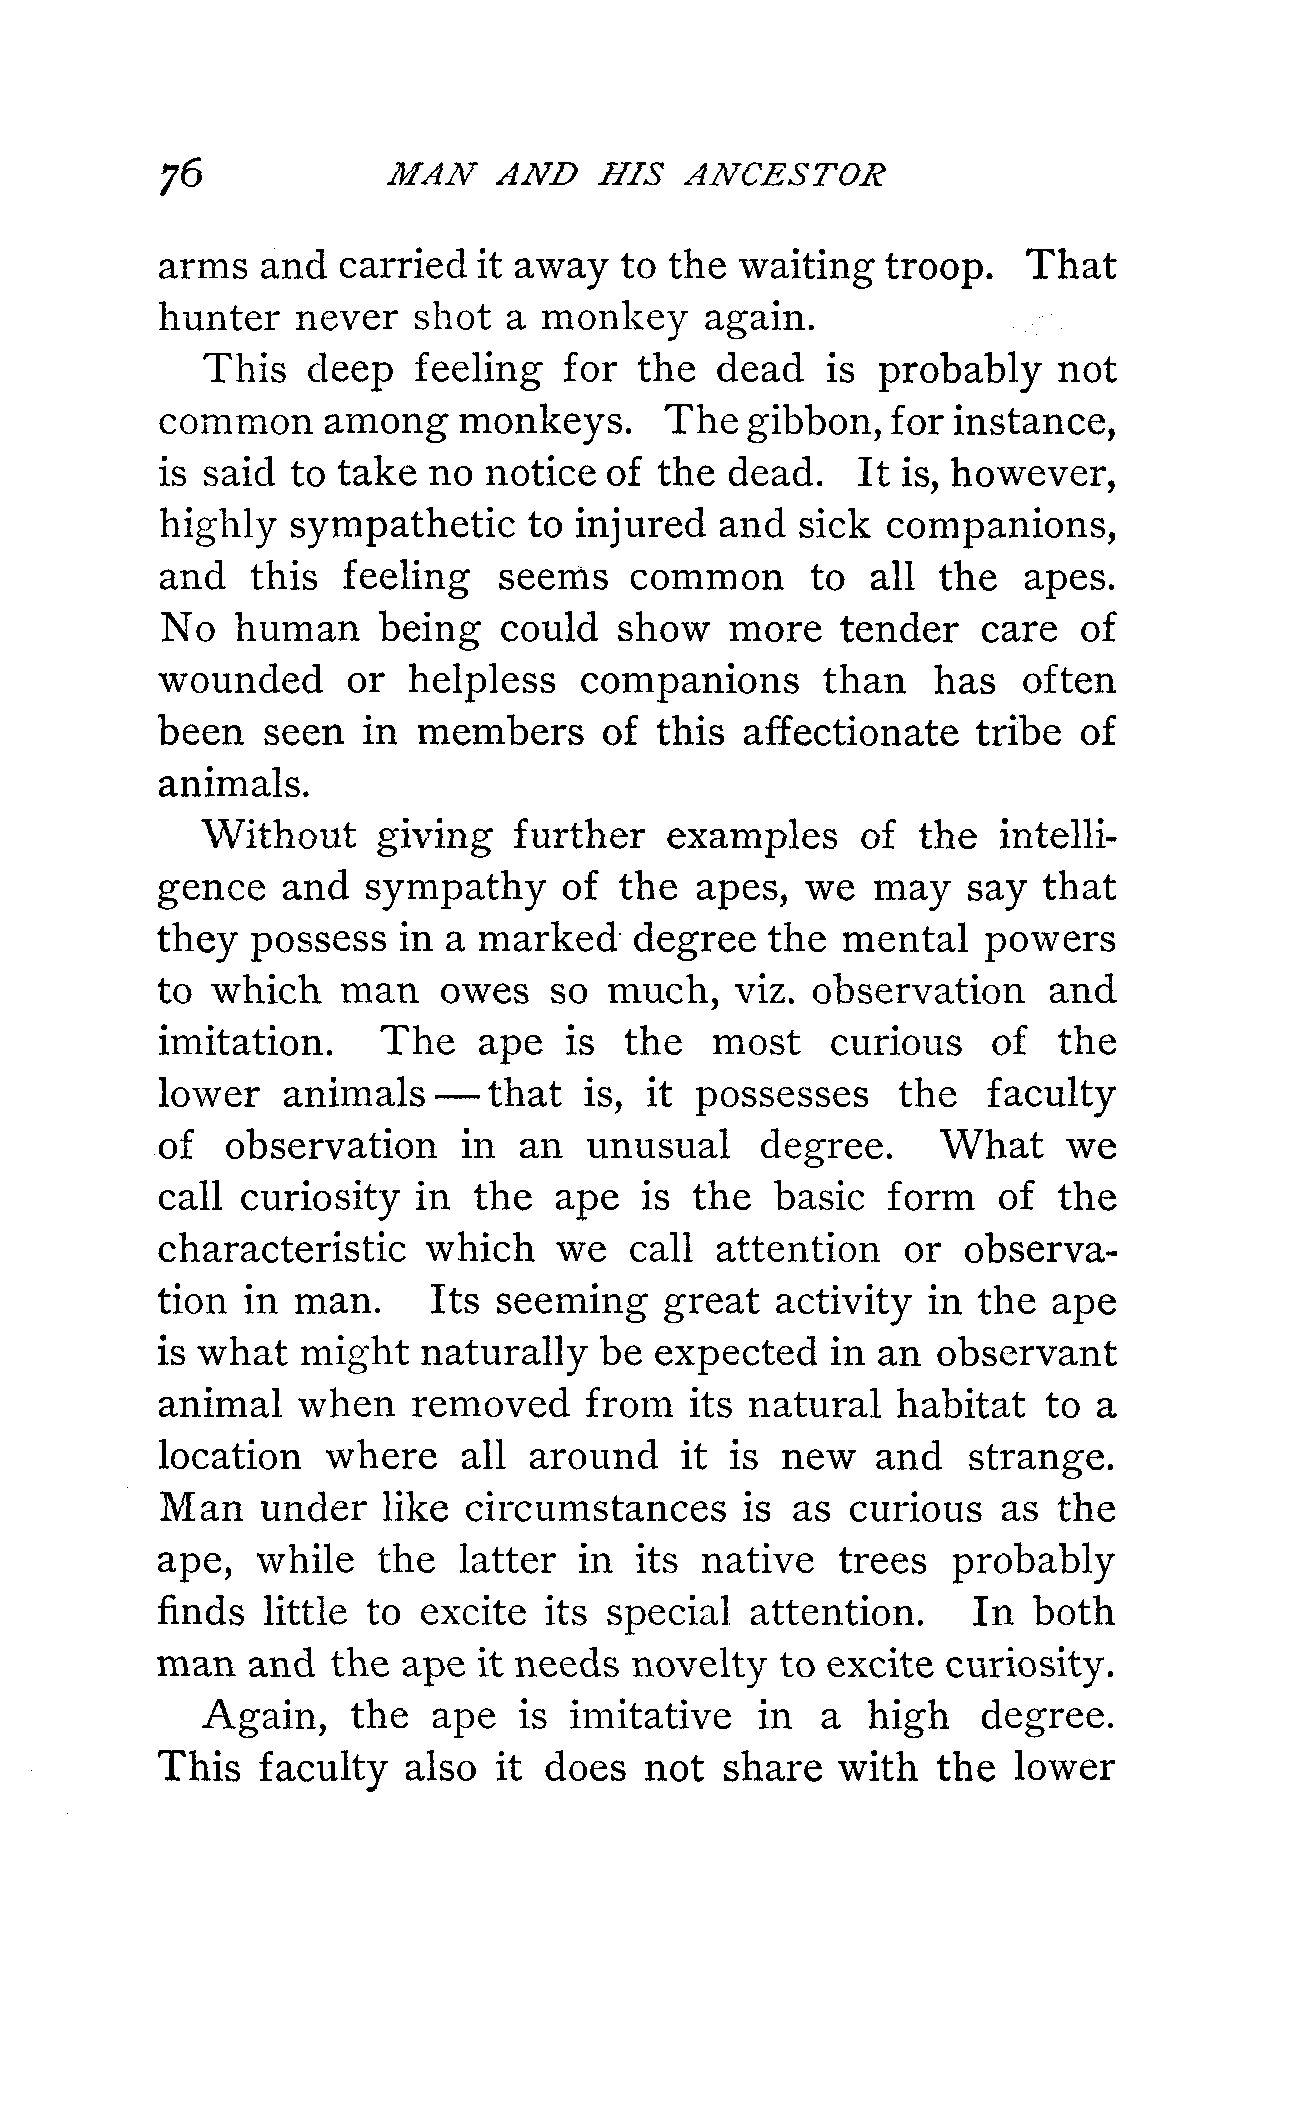 76 MAN AND HIS ANCESTOR
arms and carried it away to the waiting troop. That
hunter never shot a monkey again.
This deep feeling for the dead is probably not
common among monkeys. The gibbon, for instance,
is said to take no notice of the dead. It is, however,
highly sympathetic to injured and sick companions,
and this feeling seems common to all the apes.
No human being could show more tender care of
wounded or helpless companions than has often
been seen in members of this affectionate tribe of
animals.
Without giving further examples of the intelli-
gence and sympathy of the apes, we may say that
they possess in a marked degree the mental powers
to which man owes so much, viz. observation and
imitation. The ape is the most curious of the
lower animals — that is, it possesses the faculty
of observation in an unusual degree. What we
call curiosity in the ape is the basic form of the
characteristic which we call attention or observa-
tion in man. Its seeming great activity in the ape
is what might naturally be expected in an observant
animal when removed from its natural habitat to a
location where all around it is new and strange.
Man under like circumstances is as curious as the
ape, while the latter in its native trees probably
finds little to excite its special attention. In both
man and the ape it needs novelty to excite curiosity.
Again, the ape is imitative in a high degree.
This faculty also it does not share with the lower